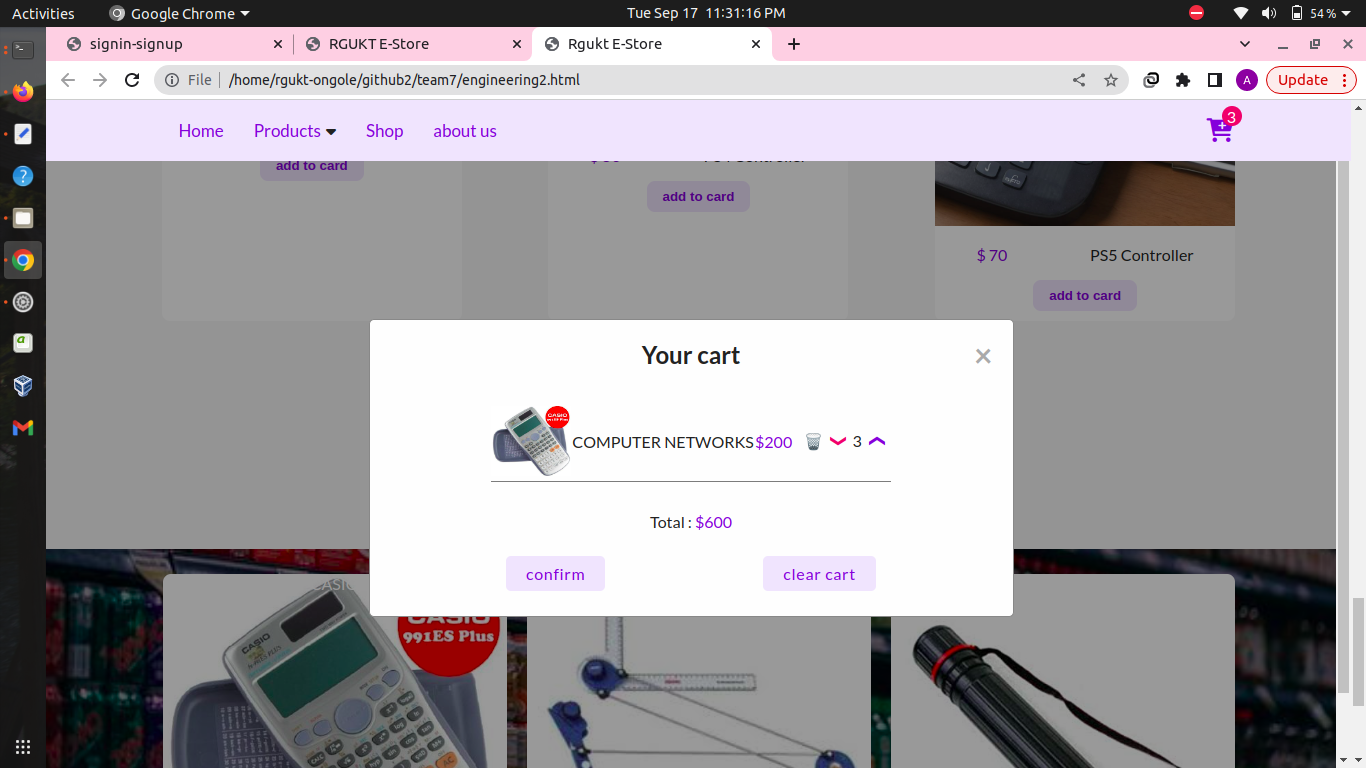 Activities Google Chrome Tue Sep 17 11:31:16 PM 54 %
signin-signup RGUKT E-Store Rgukt E-Store
File /home/rgukt-ongole/github2/team7/engineering2.html A Update
Home Products Shop about us 3
add to card
add to card
$ 70 PS5 Controller
add to card
Your cart
CASIO
COMPUTER NETWORKS $200 3
Total : $600
confirm clear cart
CASIO
CASIO
991ES Plus
AC